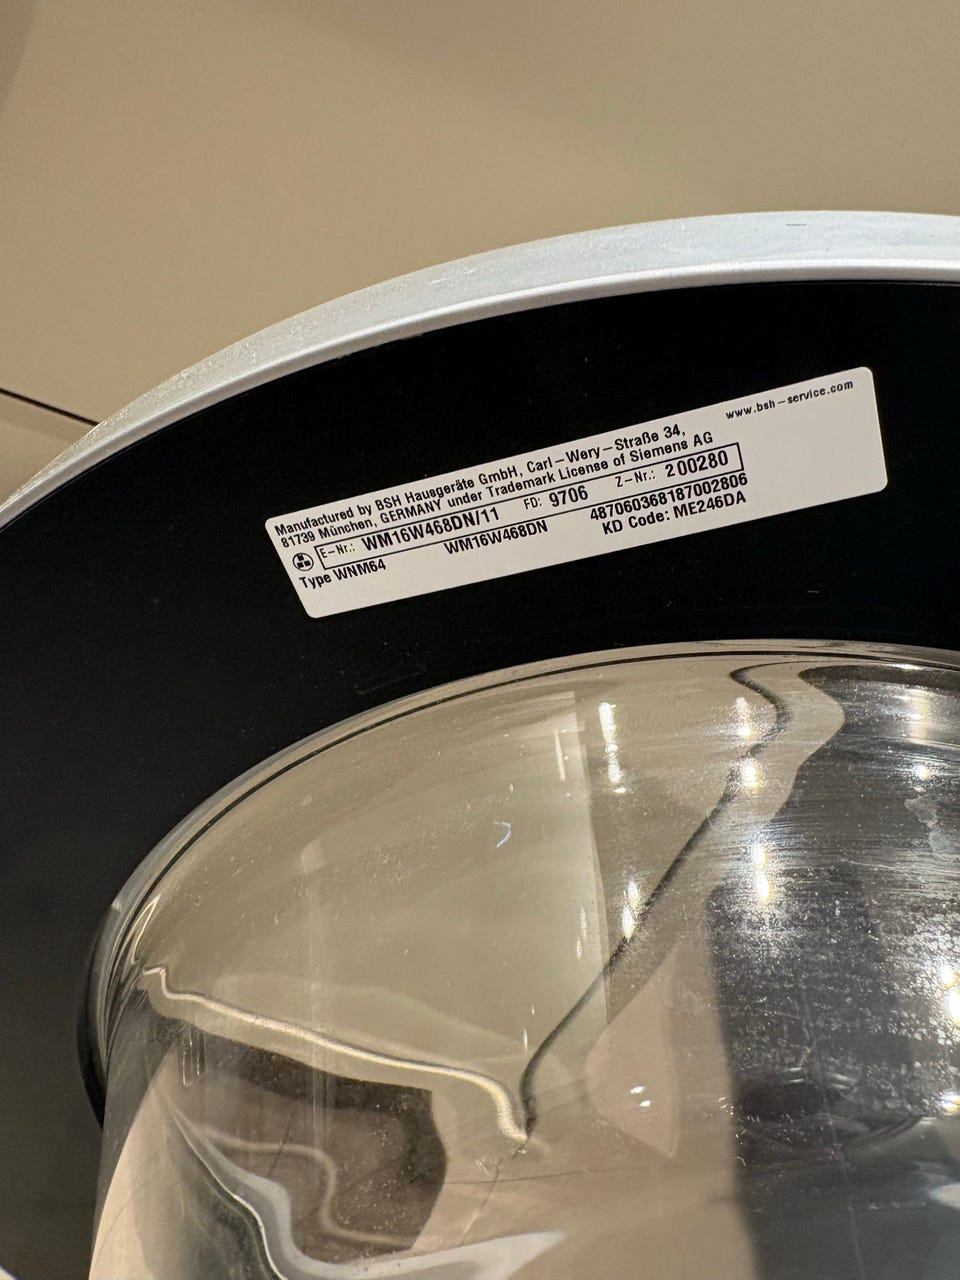 www.bsh-service.com
Manufactured by BSH Hausgeräte GmbH, Carl-Wery-Straße 34,
81739 München, GERMANY under Trademark License of Siemens AG
E-Nr.: WM16W468DN/11 FD: 9706 Z-Nr.: 200280
Type WNM64 WM16W468DN 487060368187002806
KD Code: ME246DA